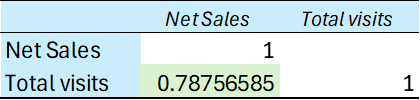 Net Sales Total visits
Net Sales 1
Total visits 0.78756585 1